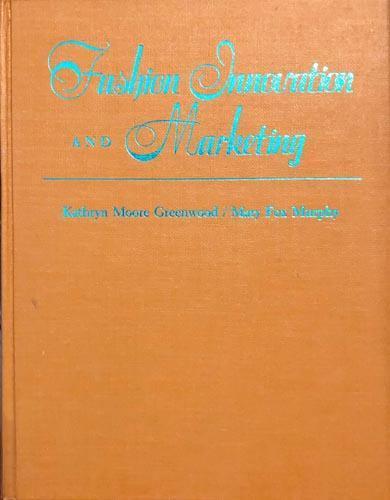 Fashion Innovation
AND Marketing
Kathryn Moore Greenwood / Mary Fox Murphy